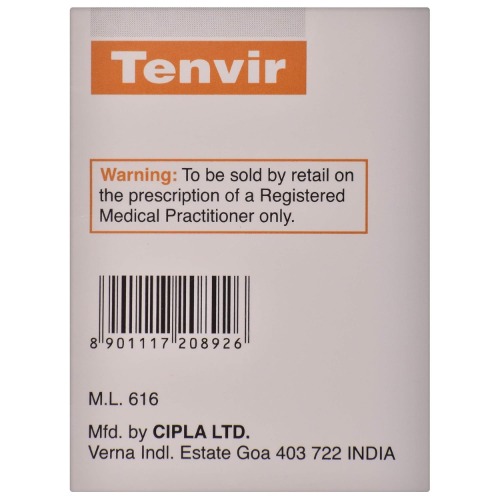 Tenvir
Warning: To be sold by retail on
the prescription of a Registered
Medical Practitioner only.
8 901117 208926
M.L. 616
Mfd. by CIPLA LTD.
Verna Indl. Estate Goa 403 722 INDIA